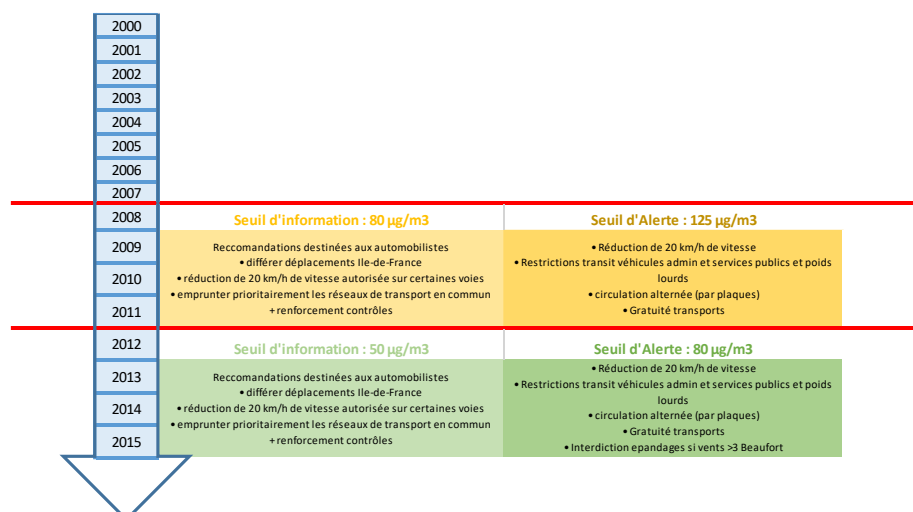 2000
2001
2002
2003
2004
2005
2006
2007
2008
2009
2010
2011
2012
2013
2014
2015
Seuil d'information : 80 µg/m3
Reccomandations destinées aux automobilistes
• différer déplacements Ile-de-France
• réduction de 20 km/h de vitesse autorisée sur certaines voies
• emprunter prioritairement les réseaux de transport en commun
+ renforcement contrôles
Seuil d'Alerte : 125 µg/m3
• Réduction de 20 km/h de vitesse
• Restrictions transit véhicules admin et services publics et poids
lourds
• circulation alternée (par plaques)
• Gratuité transports
Seuil d'information : 50 µg/m3
Reccomandations destinées aux automobilistes
• différer déplacements Ile-de-France
• réduction de 20 km/h de vitesse autorisée sur certaines voies
• emprunter prioritairement les réseaux de transport en commun
+ renforcement contrôles
Seuil d'Alerte : 80 µg/m3
• Réduction de 20 km/h de vitesse
• Restrictions transit véhicules admin et services publics et poids
lourds
• circulation alternée (par plaques)
• Gratuité transports
• Interdiction epandages si vents >3 Beaufort